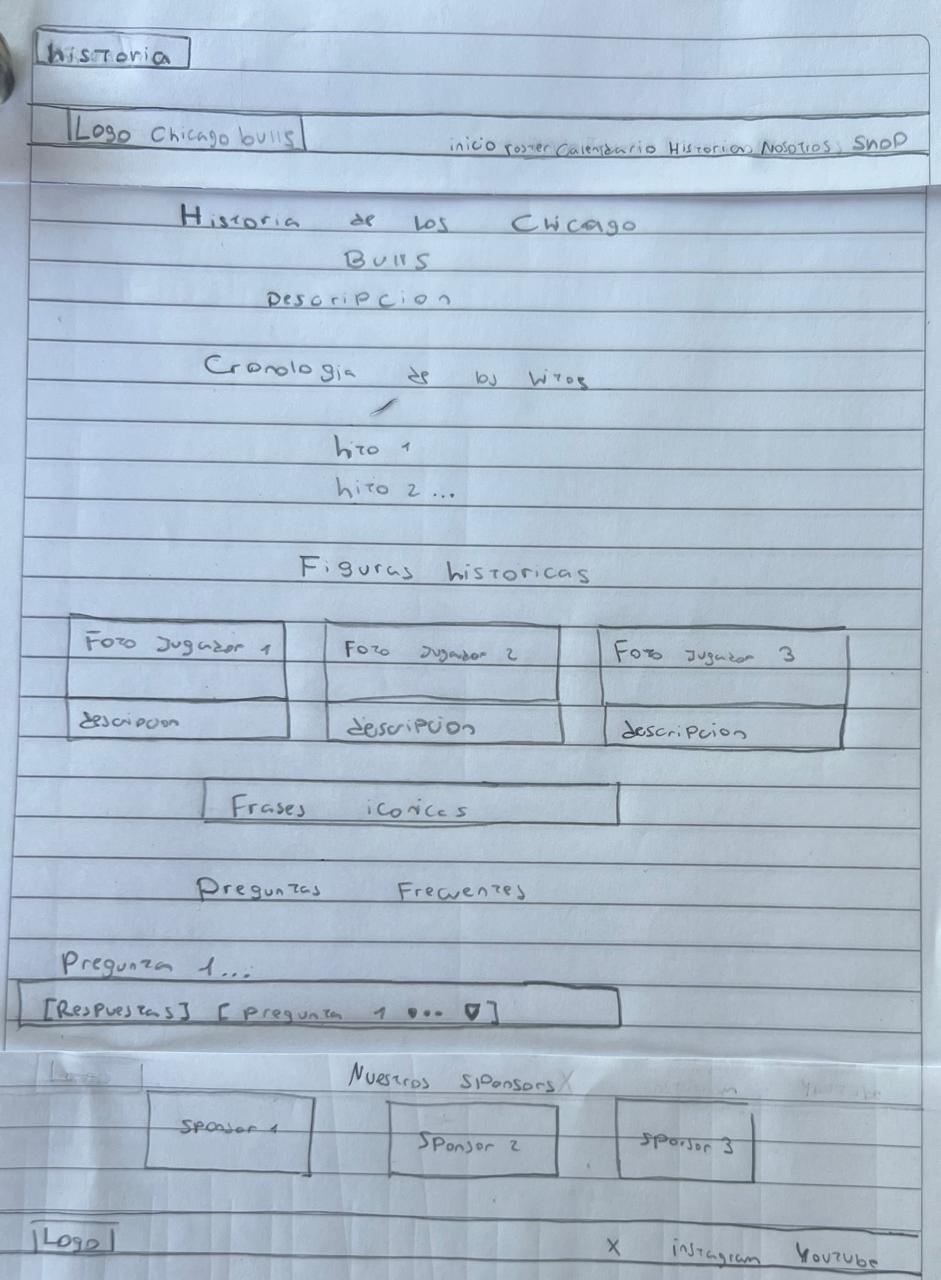 historia
Logo Chicago bulls inicio roster Calendario Historia Nosotros Shop
Historia de los Chicago
Bulls
Descripcion
Cronologia de los hitos
hito 1
hito 2 ...
Figuras historicas
Foto Jugador 1 Foto Jugador 2 Foto Jugador 3
descripcion descripcion descripcion
Frases iconicas
Preguntas Frecuentes
Pregunta 1...
[Respuestas] [Pregunta 1 ... ▽]
Nuestros sponsors
Sponsor 1 Sponsor 2 Sponsor 3
Logo X instagram Youtube